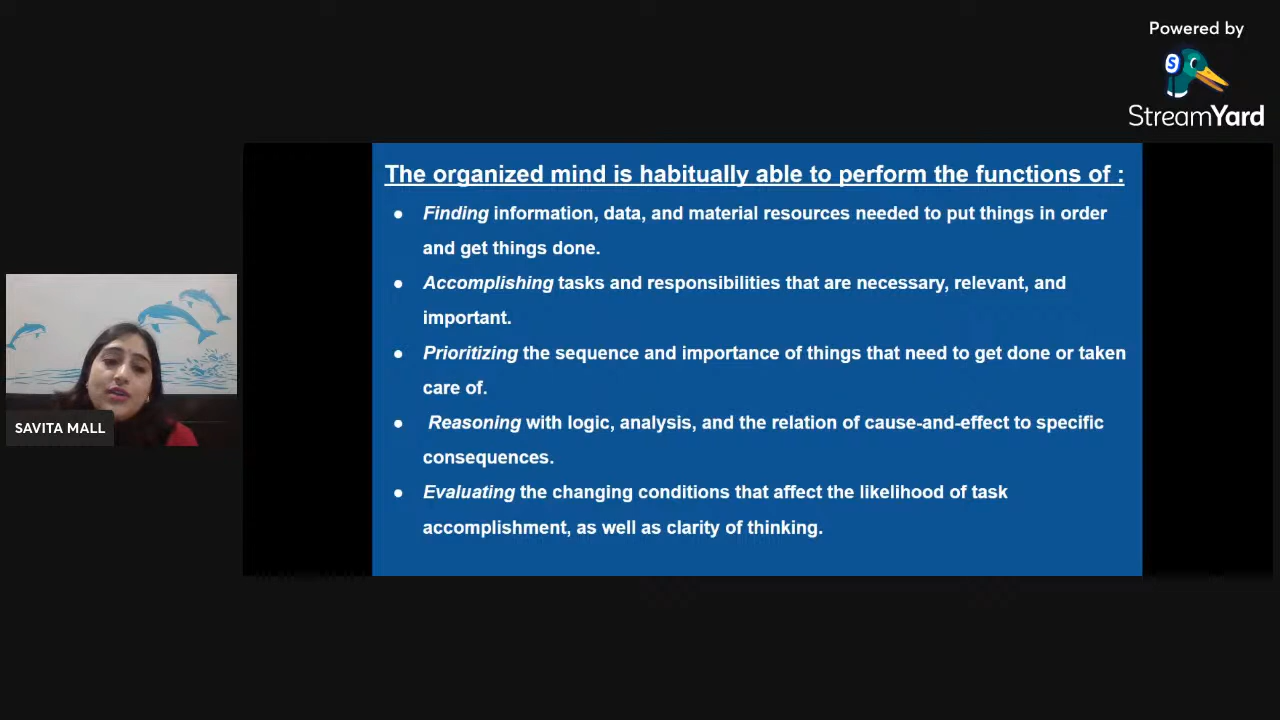 Powered by
StreamYard
The organized mind is habitually able to perform the functions of :
● Finding information, data, and material resources needed to put things in order
and get things done.
● Accomplishing tasks and responsibilities that are necessary, relevant, and
important.
● Prioritizing the sequence and importance of things that need to get done or taken
care of.
● Reasoning with logic, analysis, and the relation of cause-and-effect to specific
consequences.
● Evaluating the changing conditions that affect the likelihood of task
accomplishment, as well as clarity of thinking.
SAVITA MALL